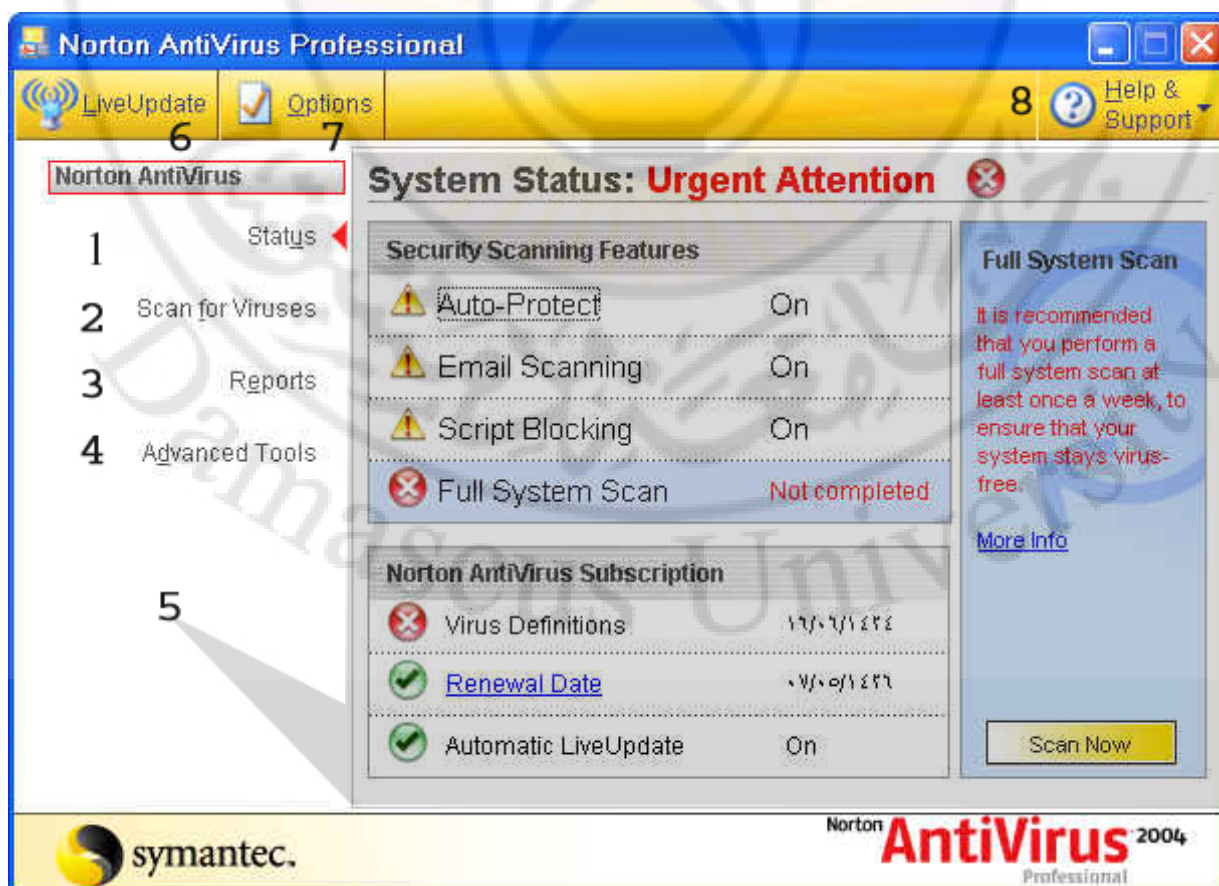 Norton AntiVirus Professional
LiveUpdate
Options
Help &
Support
6
7
8
Norton AntiVirus
1 Status
2 Scan for Viruses
3 Reports
4 Advanced Tools
5
System Status: Urgent Attention
Security Scanning Features
Auto-Protect On
Email Scanning On
Script Blocking On
Full System Scan Not completed
Norton AntiVirus Subscription
Virus Definitions ١٦/٠٦/١٤٢٤
Renewal Date ٠٧/٠٥/١٤٢٦
Automatic LiveUpdate On
Full System Scan
It is recommended
that you perform a
full system scan at
least once a week, to
ensure that your
system stays virus-
free.
More Info
Scan Now
symantec.
Norton AntiVirus 2004
Professional
Damascus University